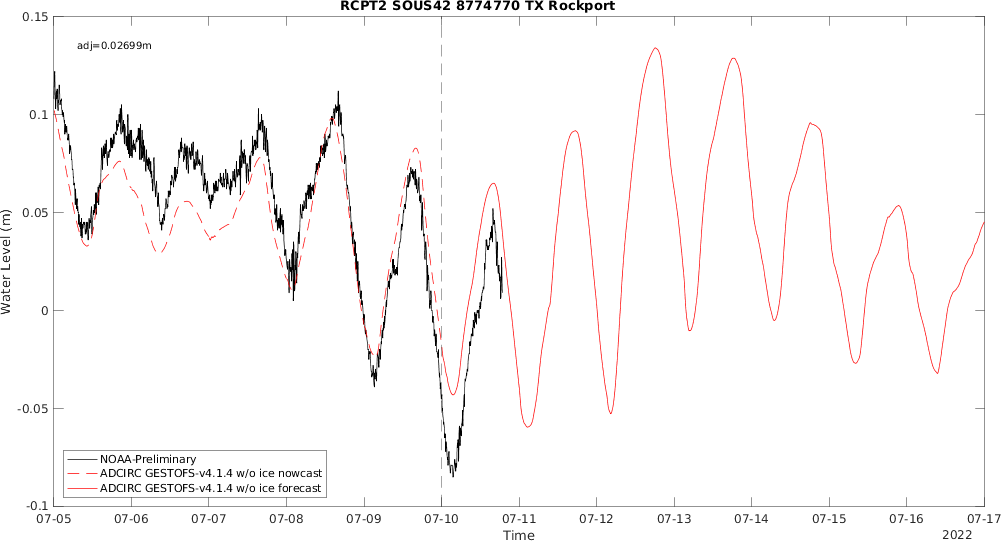 RCPT2 SOUS42 8774770 TX Rockport
0.15
adj=0.02699m
0.1
0.05
0
-0.05
-0.1
Water Level (m)
NOAA-Preliminary
ADCIRC GESTOFS-v4.1.4 w/o ice nowcast
ADCIRC GESTOFS-v4.1.4 w/o ice forecast
07-05 07-06 07-07 07-08 07-09 07-10 07-11 07-12 07-13 07-14 07-15 07-16 07-17
Time
2022